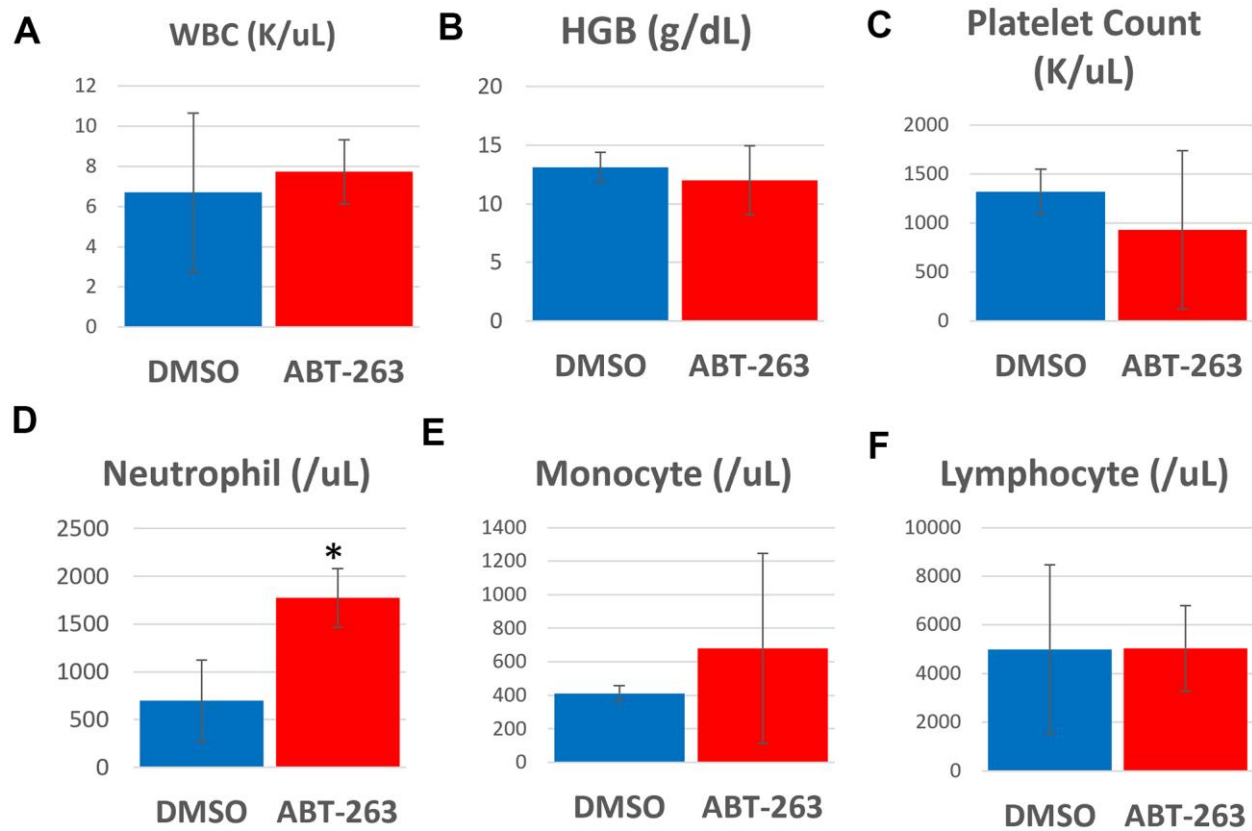 A
WBC (K/uL)
12
10
8
6
4
2
0
DMSO ABT-263
B
HGB (g/dL)
20
15
10
5
0
DMSO ABT-263
C
Platelet Count
(K/uL)
2000
1500
1000
500
0
DMSO ABT-263
D
Neutrophil (/uL)
2500
2000
1500
1000
500
0
*
DMSO ABT-263
E
Monocyte (/uL)
1400
1200
1000
800
600
400
200
0
DMSO ABT-263
F
Lymphocyte (/uL)
10000
8000
6000
4000
2000
0
DMSO ABT-263